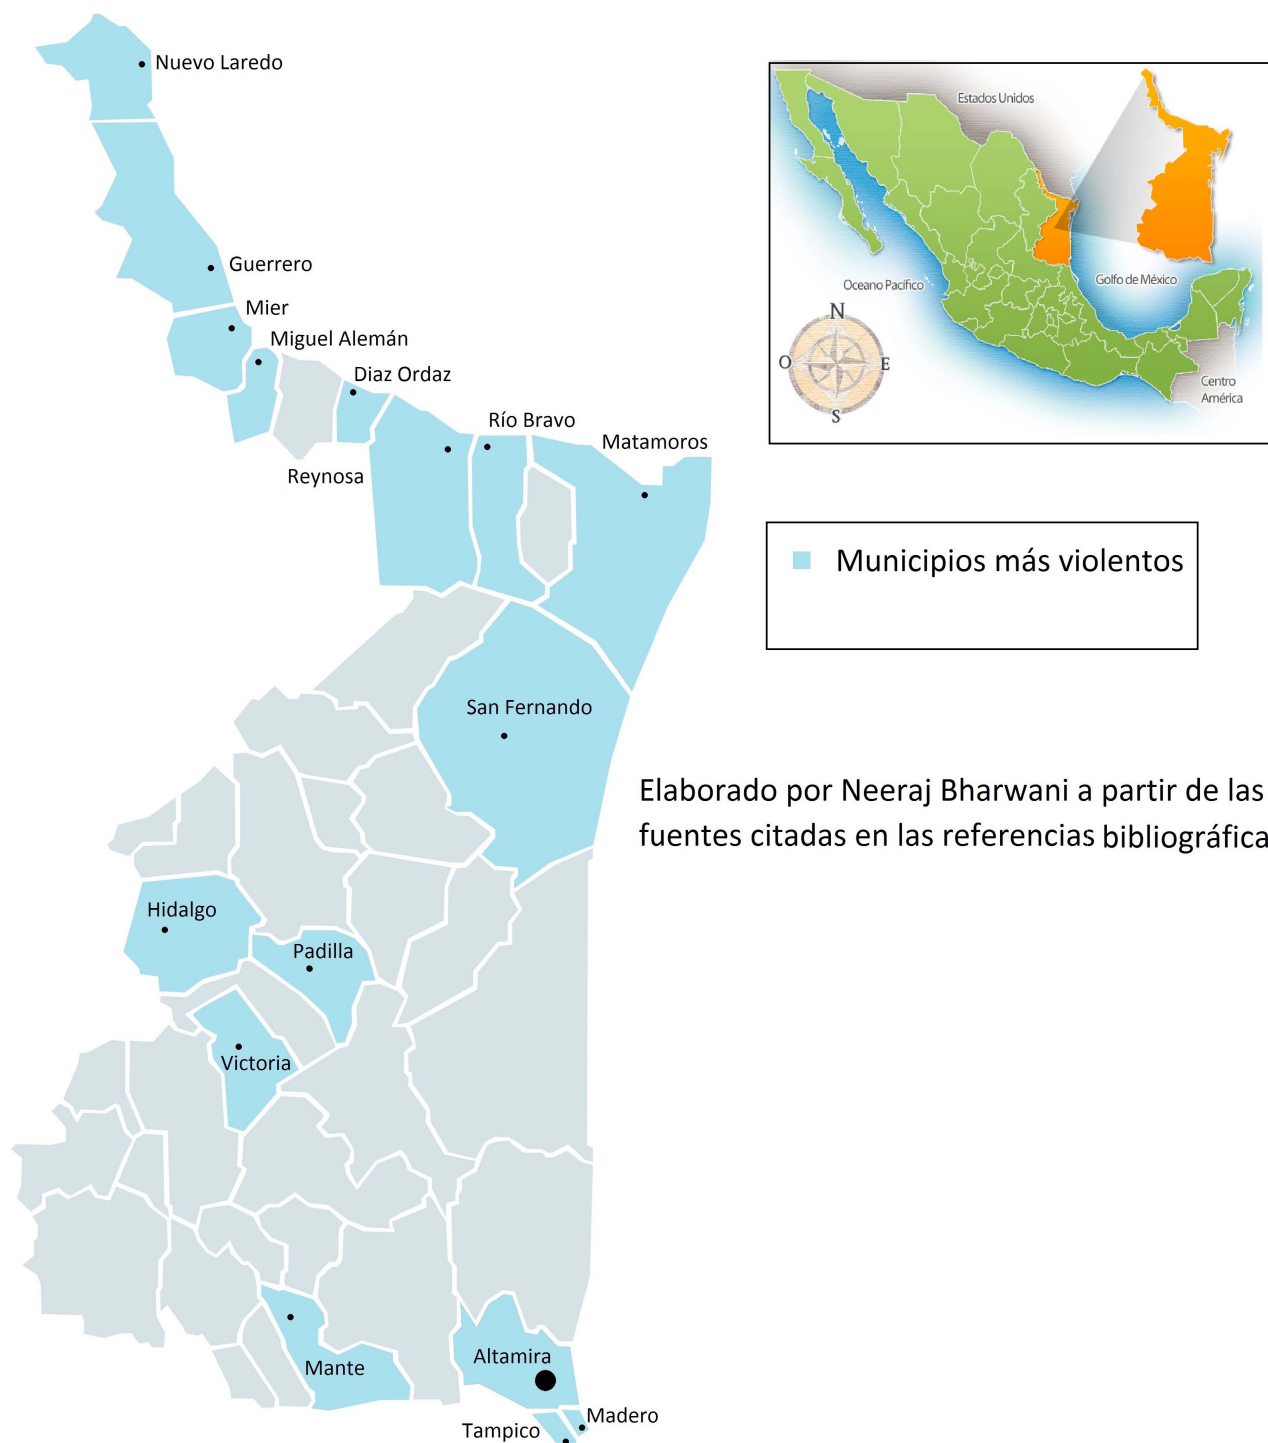 Nuevo Laredo
Guerrero
Mier
Miguel Alemán
Diaz Ordaz
Río Bravo
Matamoros
Reynosa
San Fernando
Hidalgo
Padilla
Victoria
Mante
Altamira
Madero
Tampico
Estados Unidos
Oceano Pacífico
Golfo de México
Centro
América
N
O
E
S
Municipios más violentos
Elaborado por Neeraj Bharwani a partir de las
fuentes citadas en las referencias bibliográfica